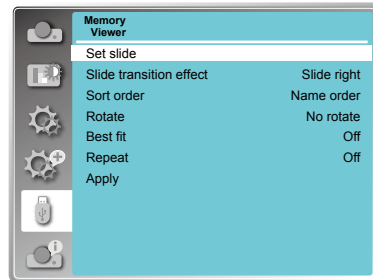 Memory
Viewer
Set slide
Slide transition effect Slide right
Sort order Name order
Rotate No rotate
Best fit Off
Repeat Off
Apply